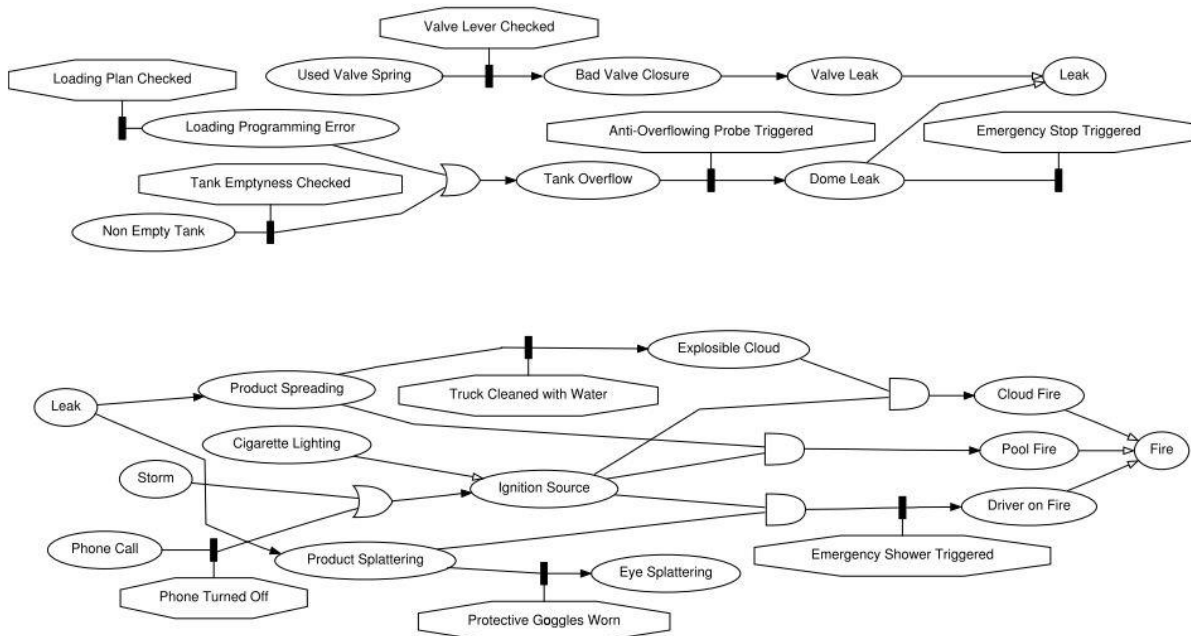 Valve Lever Checked
Loading Plan Checked
Used Valve Spring
Bad Valve Closure
Valve Leak
Leak
Loading Programming Error
Anti-Overflowing Probe Triggered
Emergency Stop Triggered
Tank Emptyness Checked
Tank Overflow
Dome Leak
Non Empty Tank
Explosible Cloud
Product Spreading
Truck Cleaned with Water
Cloud Fire
Leak
Cigarette Lighting
Pool Fire
Fire
Storm
Ignition Source
Driver on Fire
Phone Call
Product Splattering
Emergency Shower Triggered
Eye Splattering
Phone Turned Off
Protective Goggles Worn